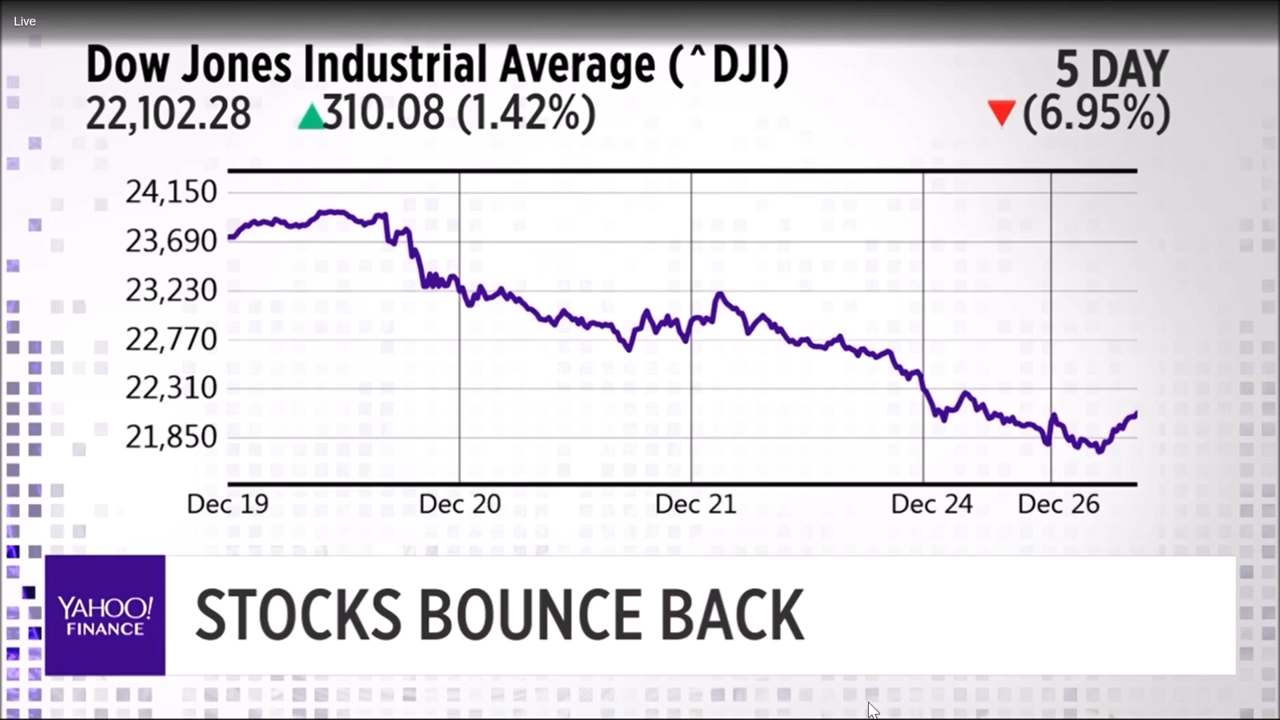 Live
Dow Jones Industrial Average (^DJI)
5 DAY
22,102.28 ▲310.08 (1.42%)
▼(6.95%)
24,150
23,690
23,230
22,770
22,310
21,850
Dec 19 Dec 20 Dec 21 Dec 24 Dec 26
YAHOO!
FINANCE
STOCKS BOUNCE BACK